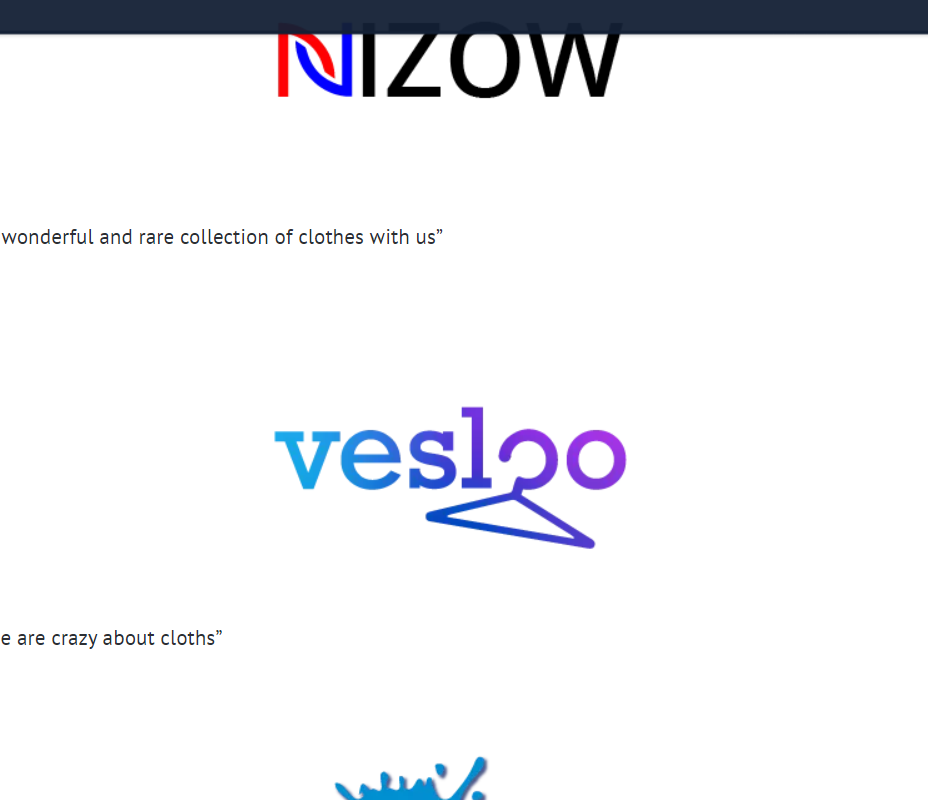 NIZOW
wonderful and rare collection of clothes with us”
vesloo
e are crazy about cloths”